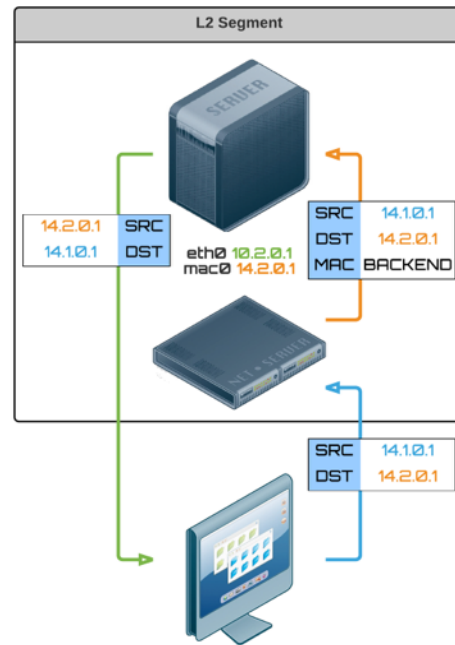 L2 Segment
SERVER
14.2.0.1 SRC
14.1.0.1 DST
SRC 14.1.0.1
DST 14.2.0.1
MAC BACKEND
eth0 10.2.0.1
mac0 14.2.0.1
NET • SERVER
SRC 14.1.0.1
DST 14.2.0.1